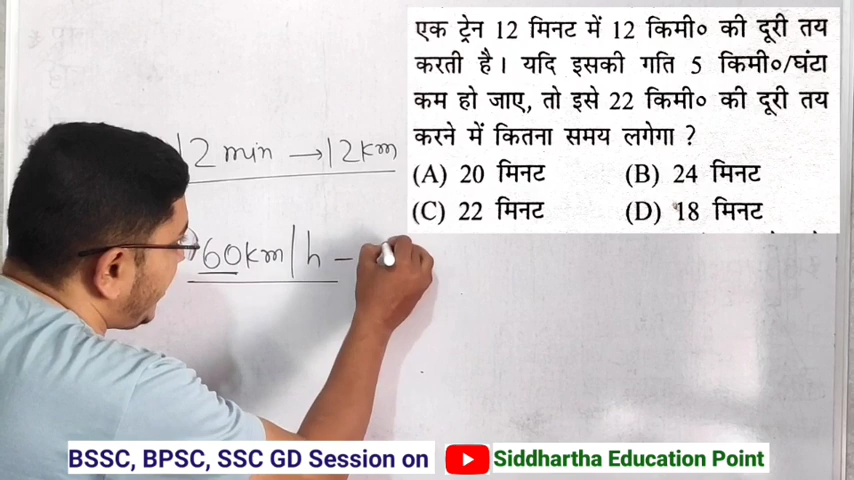 एक ट्रेन 12 मिनट में 12 किमी० की दूरी तय
करती है। यदि इसकी गति 5 किमी०/घंटा
कम हो जाए, तो इसे 22 किमी० की दूरी तय
करने में कितना समय लगेगा ?
(A) 20 मिनट (B) 24 मिनट
(C) 22 मिनट (D) 18 मिनट
12 min → 12 km
60 km/h -
BSSC, BPSC, SSC GD Session on Siddhartha Education Point